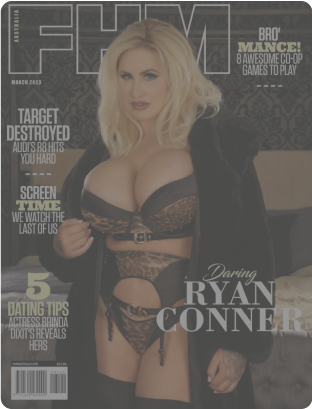 AUSTRALIA
FHM
MARCH 2023
BRO'
MANCE!
8 AWESOME CO-OP
GAMES TO PLAY
TARGET
DESTROYED
AUDI'S R8 HITS
YOU HARD
SCREEN
TIME
WE WATCH THE
LAST OF US
5
DATING TIPS
ACTRESS BRINDA
DIXIT'S REVEALS
HERS
Daring
RYAN
CONNER